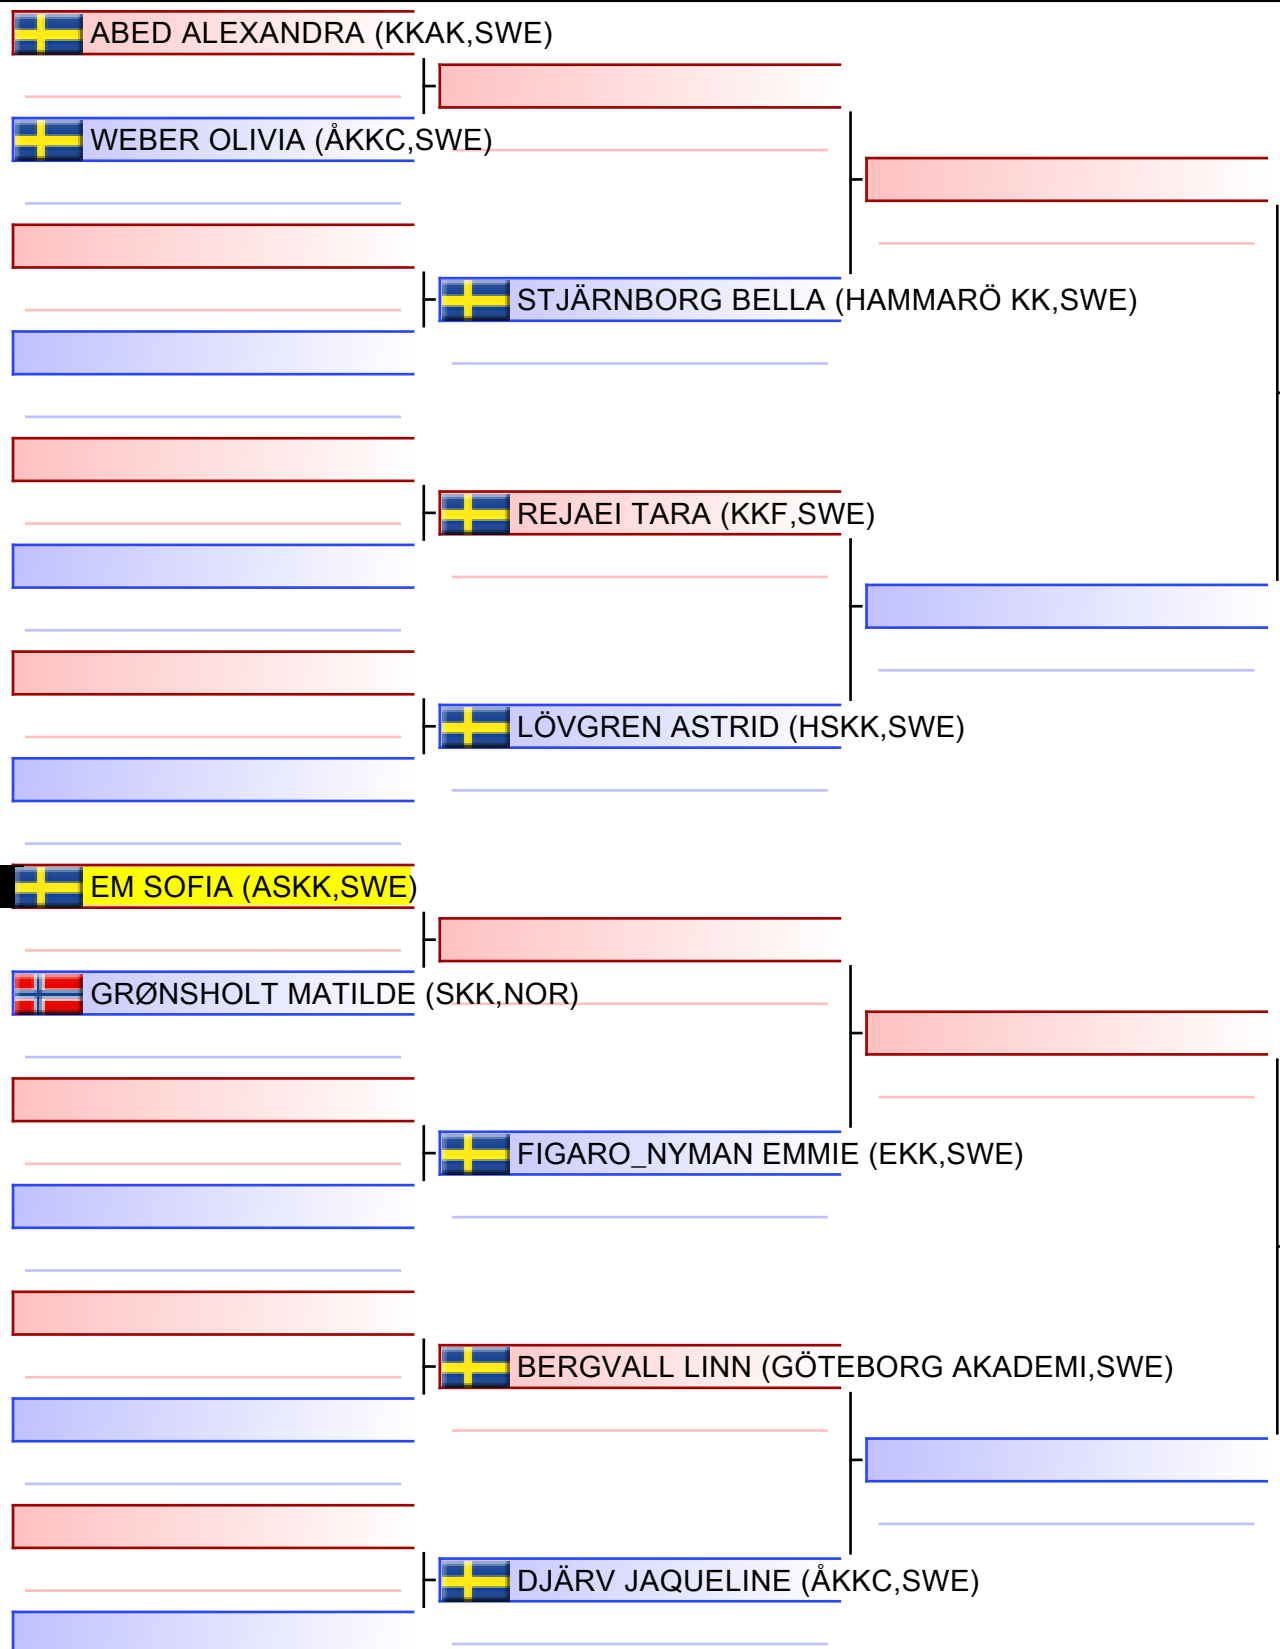 ABED ALEXANDRA (KKAK,SWE)
WEBER OLIVIA (ÅKKC,SWE)
STJÄRNBORG BELLA (HAMMARÖ KK,SWE)
REJAEI TARA (KKF,SWE)
LÖVGREN ASTRID (HSKK,SWE)
EM SOFIA (ASKK,SWE)
GRØNSHOLT MATILDE (SKK,NOR)
FIGARO_NYMAN EMMIE (EKK,SWE)
BERGVALL LINN (GÖTEBORG AKADEMI,SWE)
DJÄRV JAQUELINE (ÅKKC,SWE)